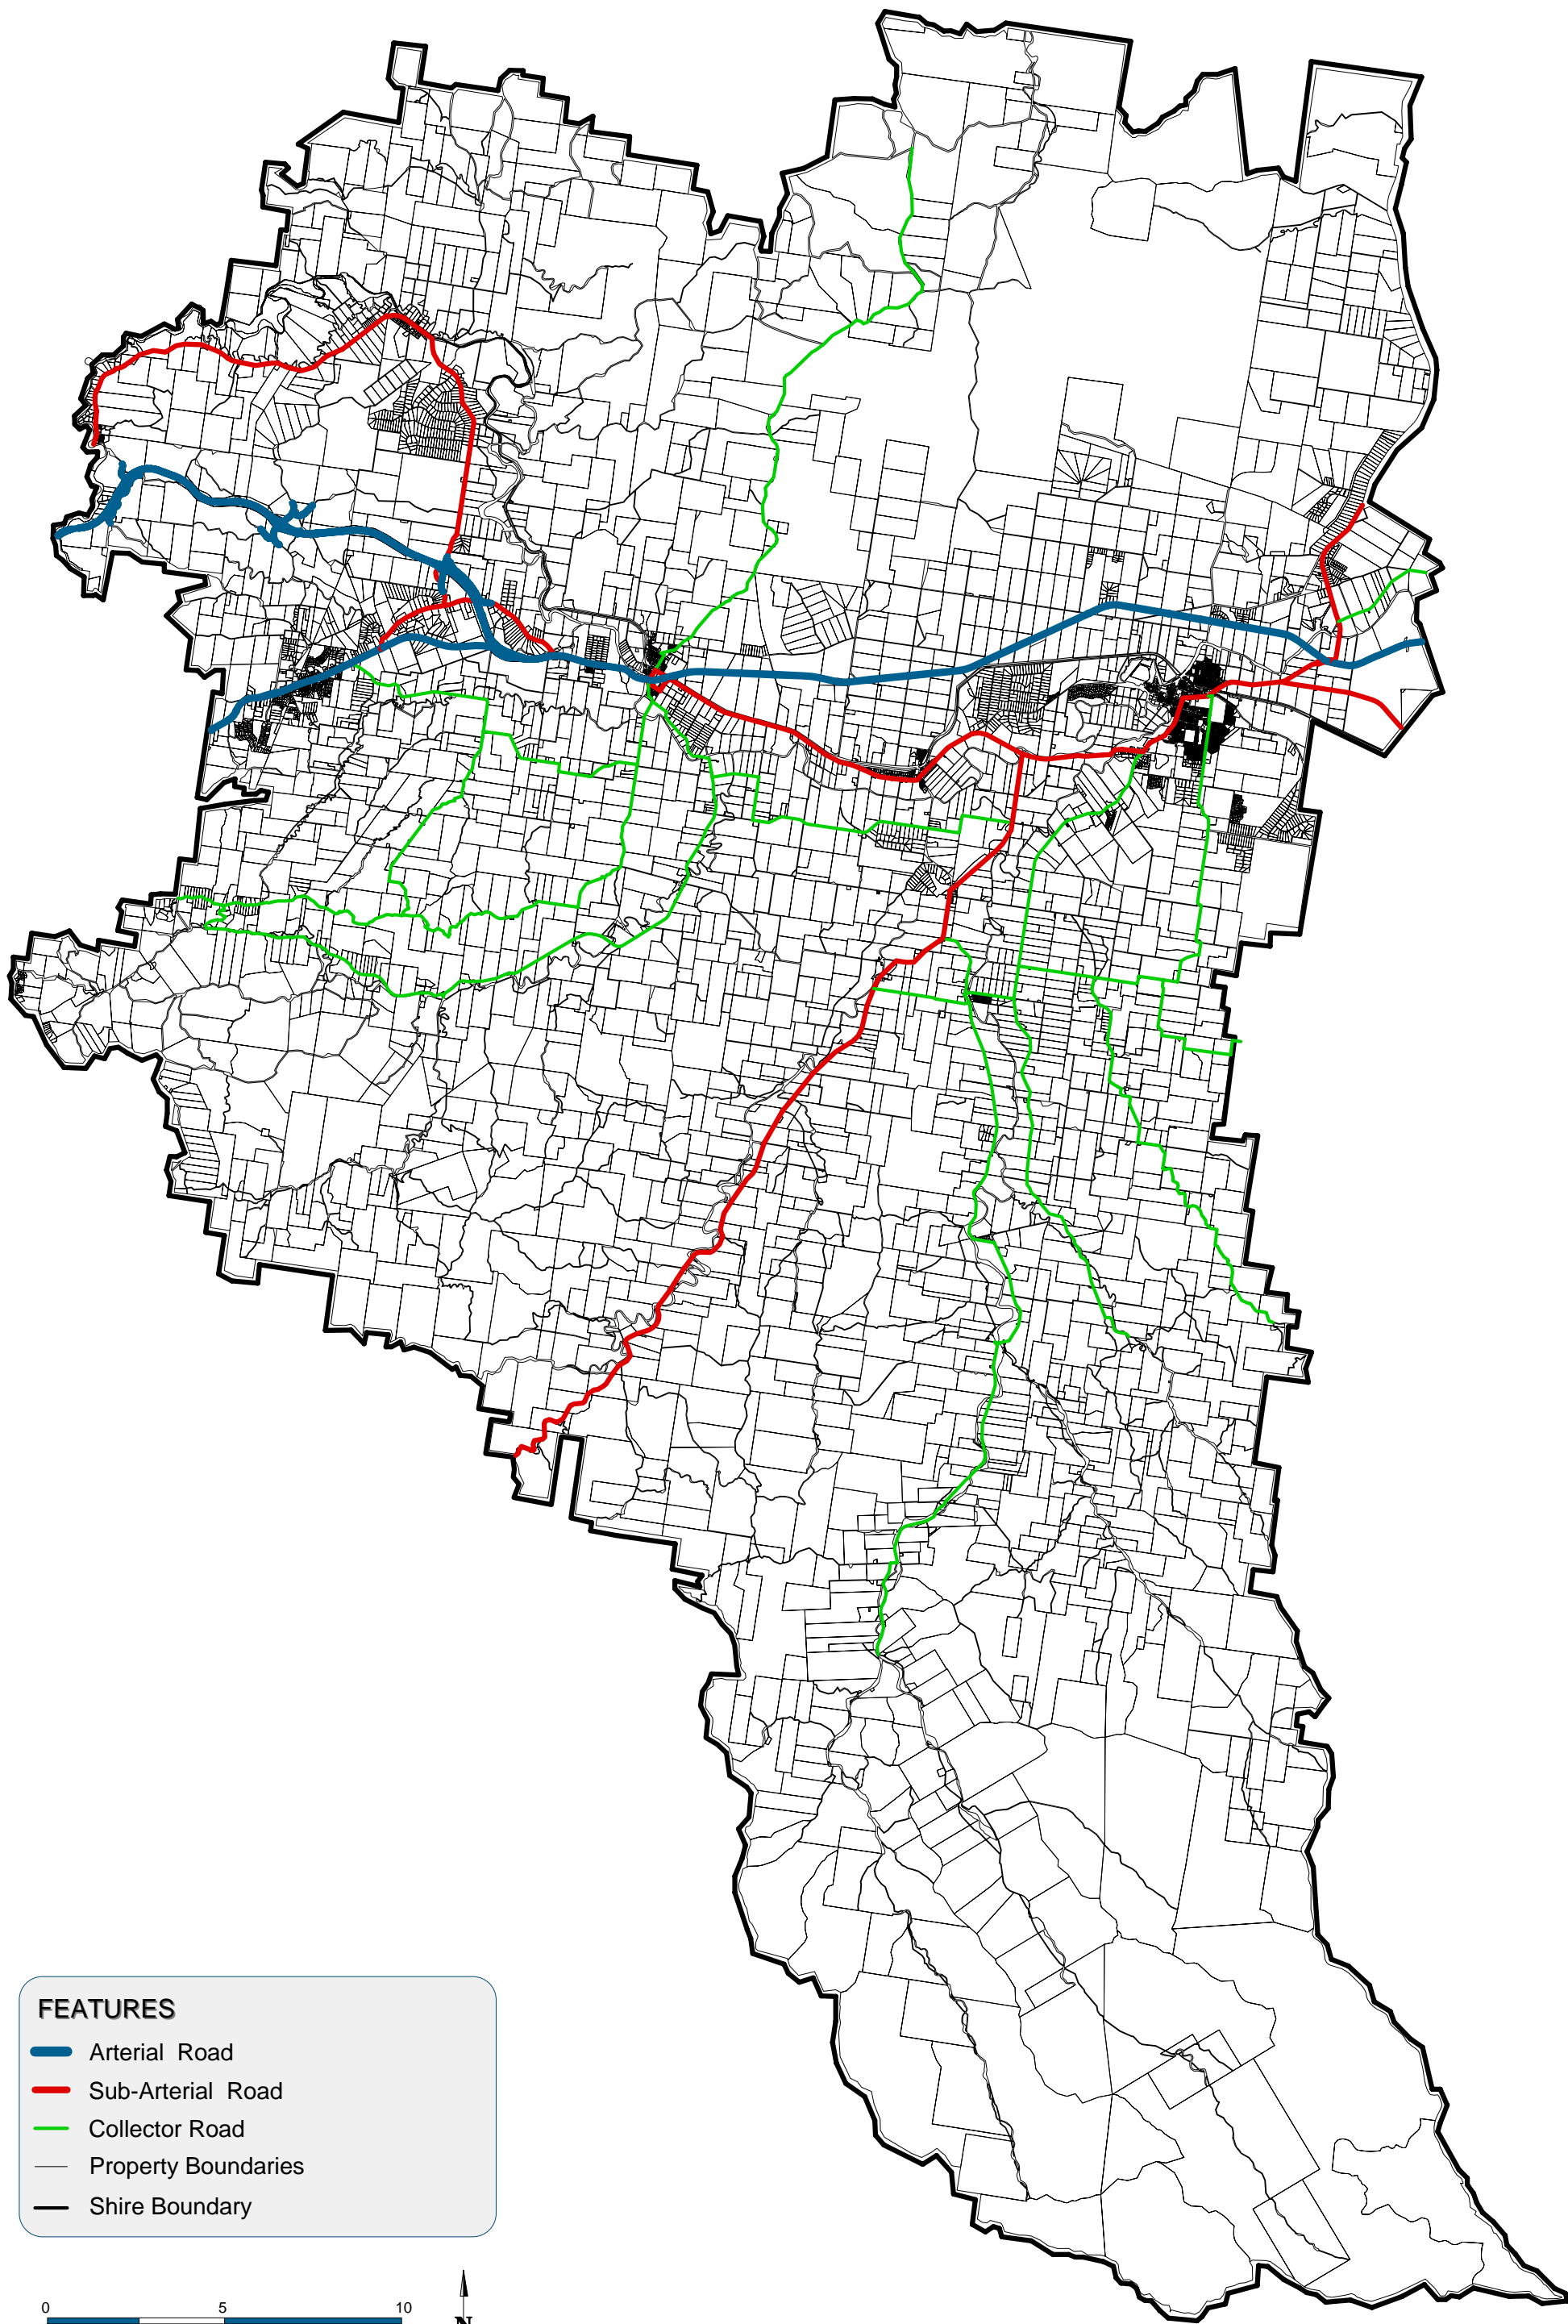 FEATURES
Arterial Road
Sub-Arterial Road
Collector Road
Property Boundaries
Shire Boundary
0 5 10
N